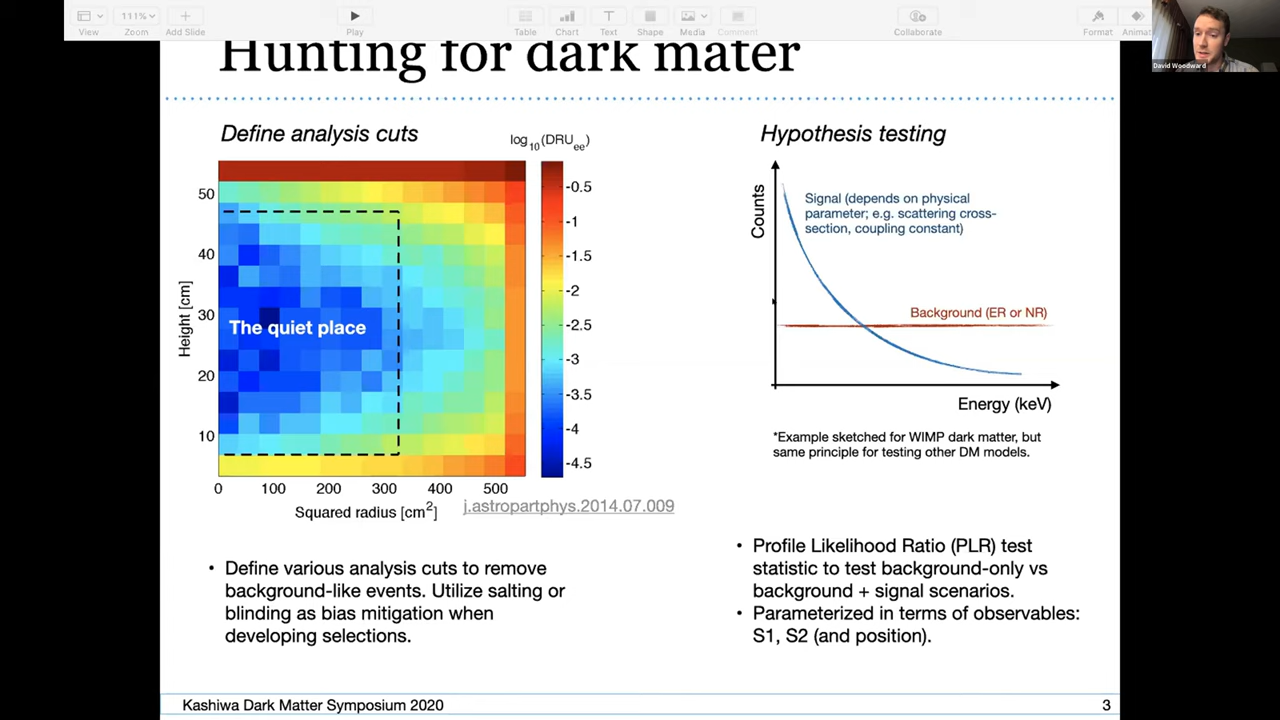 View
111%
Zoom
Add Slide
Play
Table
Chart
Text
Shape
Media
Comment
Collaborate
Format
Animat
David Woodward
Hunting for dark mater
Define analysis cuts
log10(DRUee)
50
40
30
20
10
Height [cm]
The quiet place
0
100
200
300
400
500
Squared radius [cm2]
-0.5
-1
-1.5
-2
-2.5
-3
-3.5
-4
-4.5
j.astropartphys.2014.07.009
Define various analysis cuts to remove
background-like events. Utilize salting or
blinding as bias mitigation when
developing selections.
Hypothesis testing
Counts
Signal (depends on physical
parameter; e.g. scattering cross-
section, coupling constant)
Background (ER or NR)
Energy (keV)
*Example sketched for WIMP dark matter, but
same principle for testing other DM models.
Profile Likelihood Ratio (PLR) test
statistic to test background-only vs
background + signal scenarios.
Parameterized in terms of observables:
S1, S2 (and position).
Kashiwa Dark Matter Symposium 2020
3